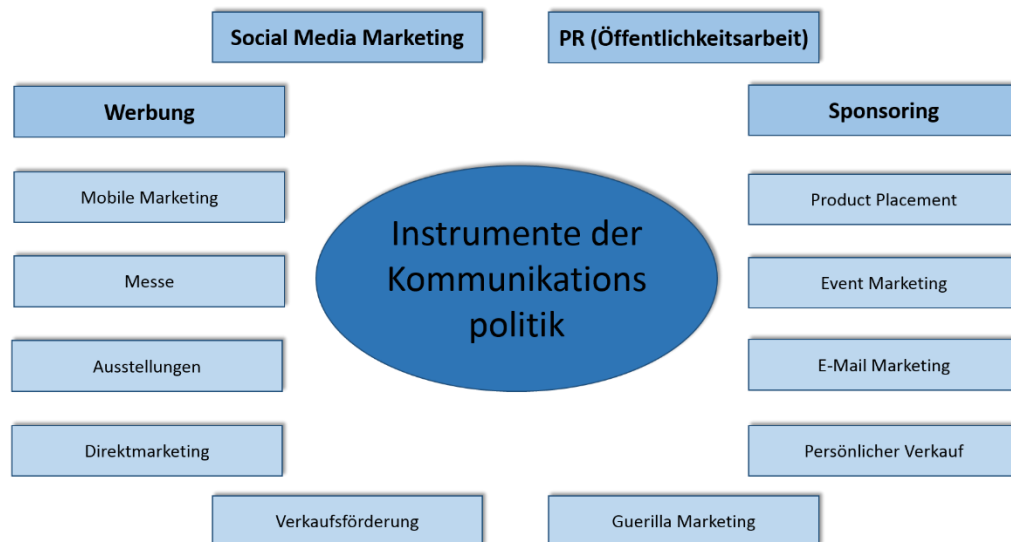 Social Media Marketing
PR (Öffentlichkeitsarbeit)
Werbung
Sponsoring
Mobile Marketing
Product Placement
Instrumente der
Kommunikations
politik
Messe
Event Marketing
Ausstellungen
E-Mail Marketing
Direktmarketing
Persönlicher Verkauf
Verkaufsförderung
Guerilla Marketing